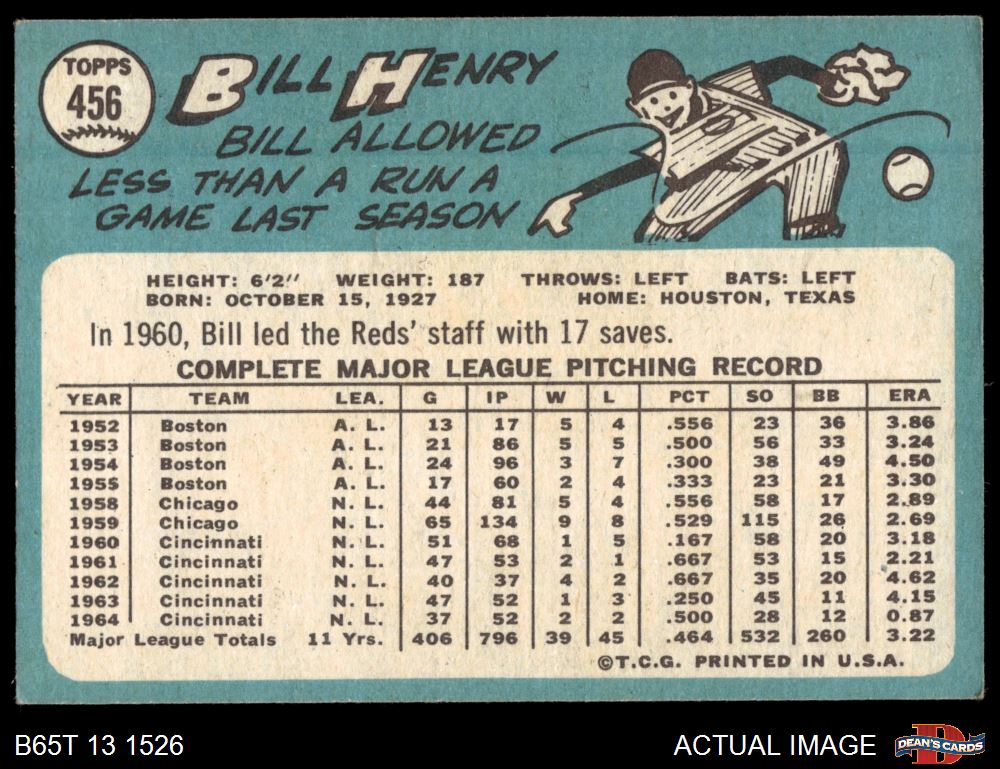 TOPPS
456
BILL HENRY
BILL ALLOWED
LESS THAN A RUN A
GAME LAST SEASON
HEIGHT: 6'2" WEIGHT: 187 THROWS: LEFT BATS: LEFT
BORN: OCTOBER 15, 1927 HOME: HOUSTON, TEXAS
In 1960, Bill led the Reds' staff with 17 saves.
COMPLETE MAJOR LEAGUE PITCHING RECORD
YEAR TEAM LEA. G IP W L PCT SO BB ERA
1952 Boston A. L. 13 17 5 4 .556 23 36 3.86
1953 Boston A. L. 21 86 5 5 .500 56 33 3.24
1954 Boston A. L. 24 96 3 7 .300 38 49 4.50
1955 Boston A. L. 17 60 2 4 .333 23 21 3.30
1958 Chicago N. L. 44 81 5 4 .556 58 17 2.89
1959 Chicago N. L. 65 134 9 8 .529 115 26 2.69
1960 Cincinnati N. L. 51 68 1 5 .167 58 20 3.18
1961 Cincinnati N. L. 47 53 2 1 .667 53 15 2.21
1962 Cincinnati N. L. 40 37 4 2 .667 35 20 4.62
1963 Cincinnati N. L. 47 52 1 3 .250 45 11 4.15
1964 Cincinnati N. L. 37 52 2 2 .500 28 12 0.87
Major League Totals 11 Yrs. 406 796 39 45 .464 532 260 3.22
©T.C.G. PRINTED IN U.S.A.
B65T 13 1526 ACTUAL IMAGE DEAN'S CARDS